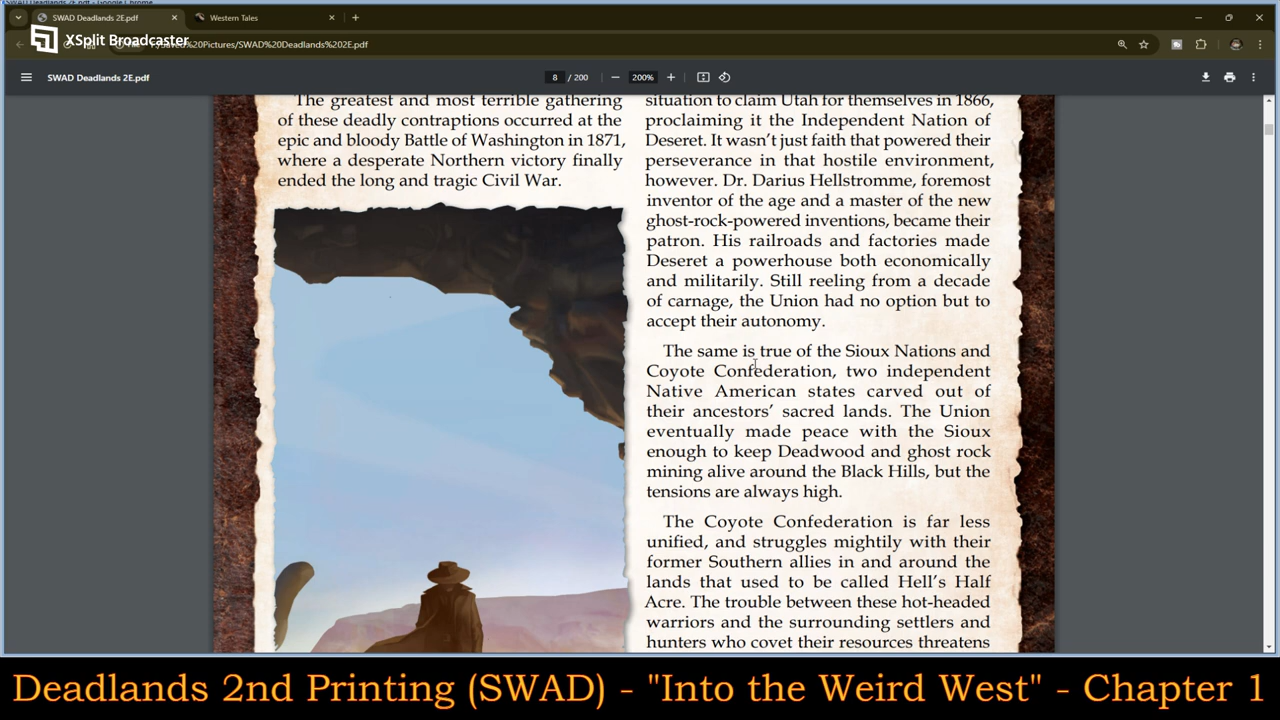 SWAD Deadlands 2E.pdf - Google Chrome
SWAD Deadlands 2E.pdf
Western Tales
XSplit Broadcaster
%20Pictures/SWAD%20Deadlands%202E.pdf
SWAD Deadlands 2E.pdf
8 / 200
200%
The greatest and most terrible gathering
of these deadly contraptions occurred at the
epic and bloody Battle of Washington in 1871,
where a desperate Northern victory finally
ended the long and tragic Civil War.
situation to claim Utah for themselves in 1866,
proclaiming it the Independent Nation of
Deseret. It wasn't just faith that powered their
perseverance in that hostile environment,
however. Dr. Darius Hellstromme, foremost
inventor of the age and a master of the new
ghost-rock-powered inventions, became their
patron. His railroads and factories made
Deseret a powerhouse both economically
and militarily. Still reeling from a decade
of carnage, the Union had no option but to
accept their autonomy.
The same is true of the Sioux Nations and
Coyote Confederation, two independent
Native American states carved out of
their ancestors' sacred lands. The Union
eventually made peace with the Sioux
enough to keep Deadwood and ghost rock
mining alive around the Black Hills, but the
tensions are always high.
The Coyote Confederation is far less
unified, and struggles mightily with their
former Southern allies in and around the
lands that used to be called Hell's Half
Acre. The trouble between these hot-headed
warriors and the surrounding settlers and
hunters who covet their resources threatens
Deadlands 2nd Printing (SWAD) - "Into the Weird West" - Chapter 1